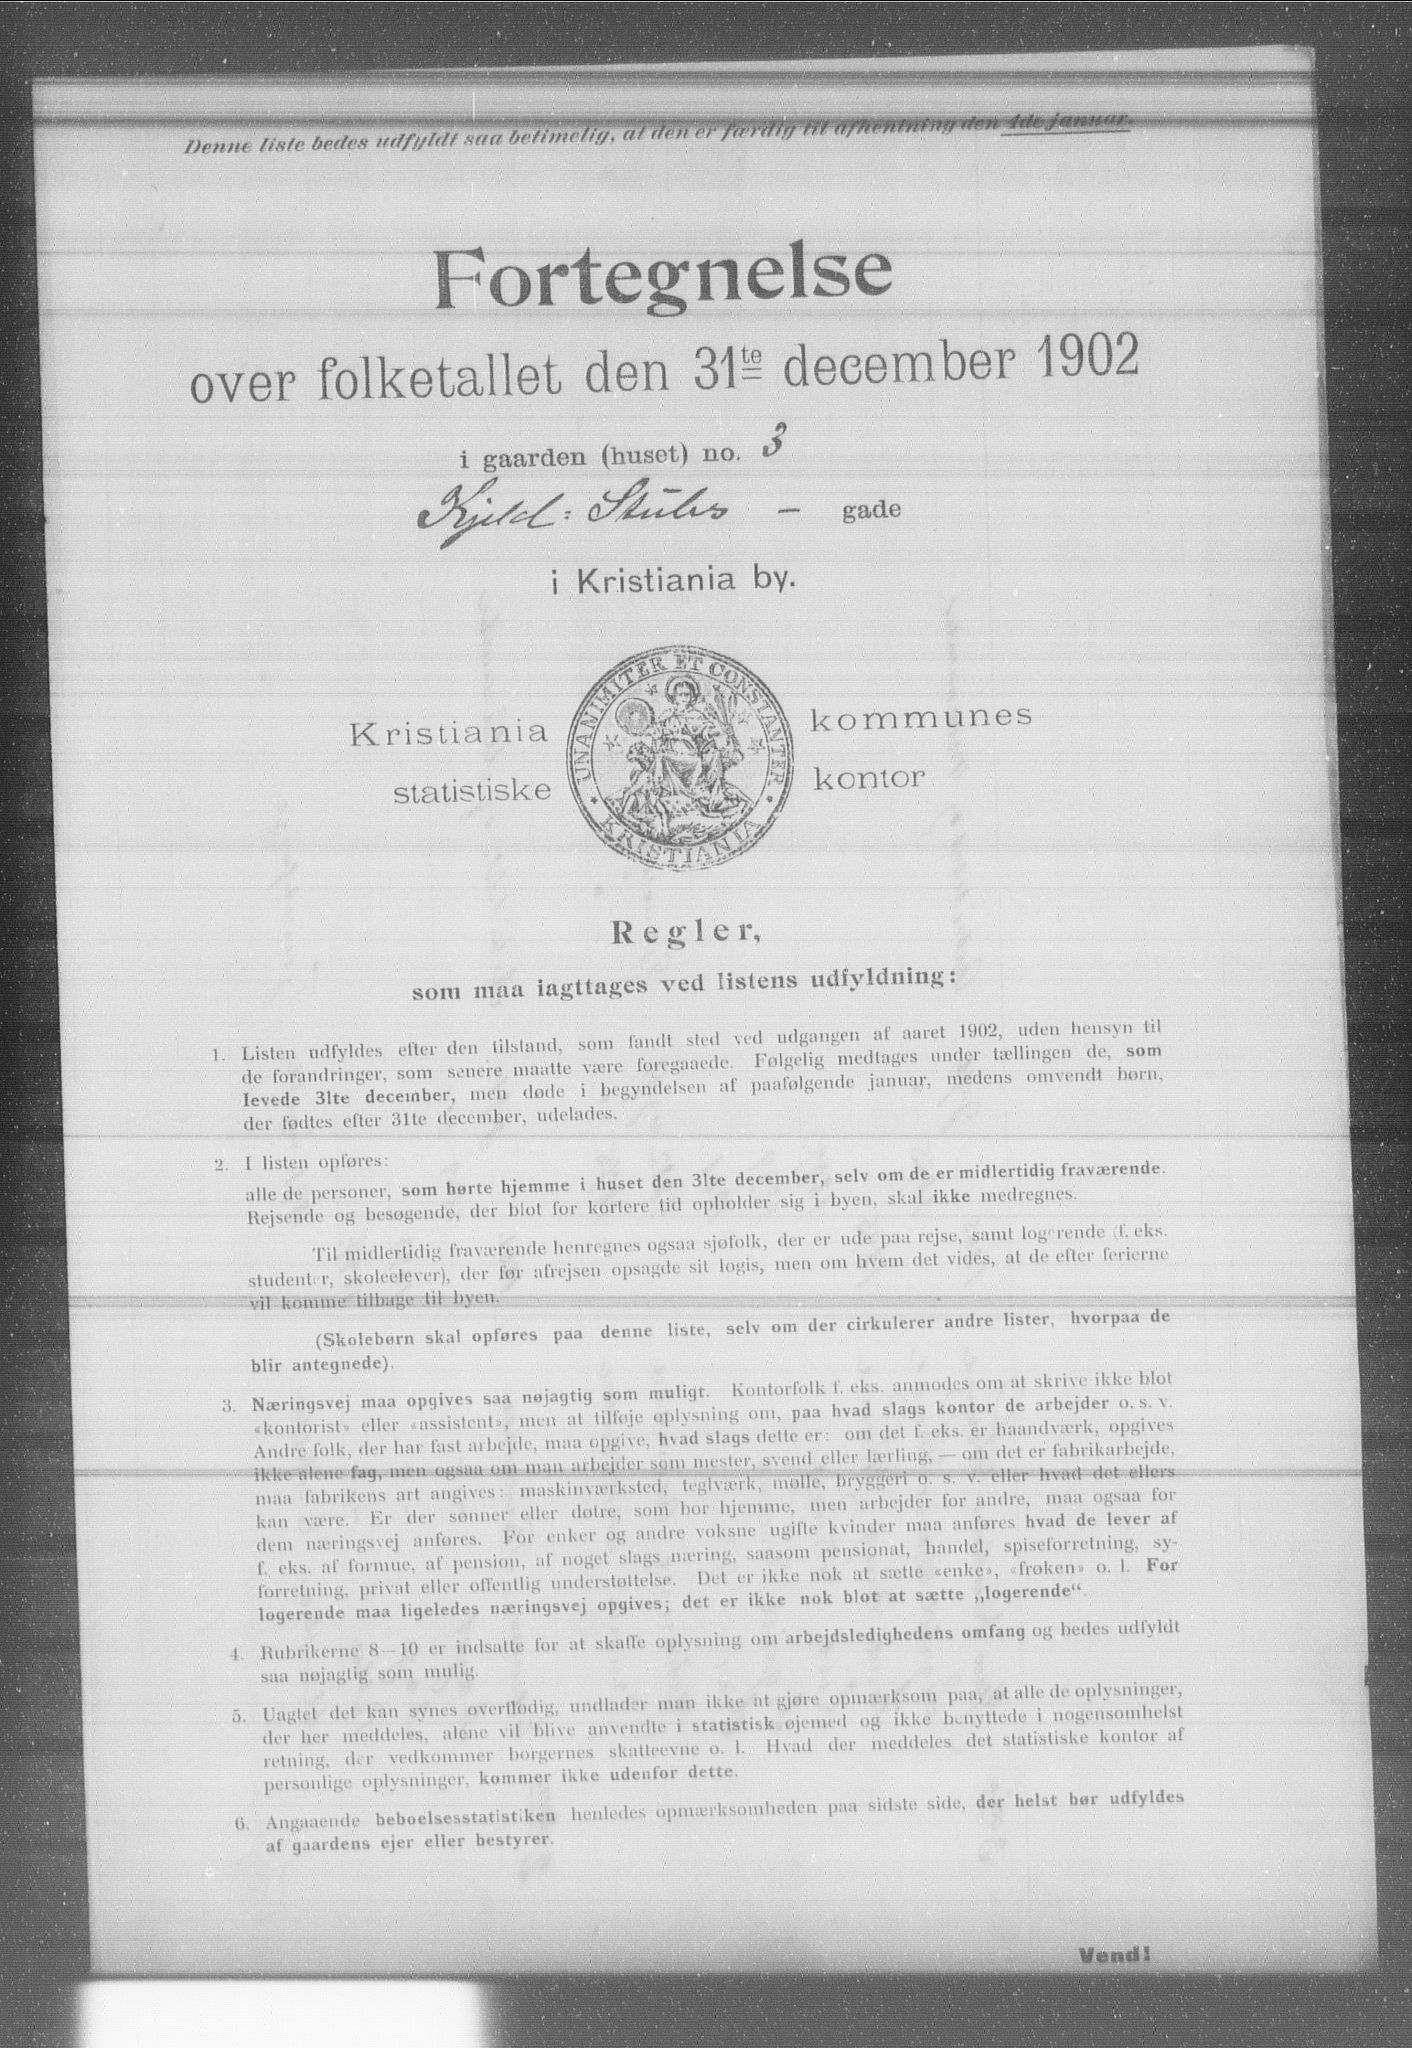 Denne liste bedes udfyldt saa betimelig, at den er færdig til afhentning den 4de januar.
Fortegnelse
over folketallet den 31te december 1902
i gaarden (huset) no. 3
Kjeld: Stubs – gade
i Kristiania by.
UNANIMITER ET CONSTANTER
Kristiania kommunes
statistiske kontor
KRISTIANIA
Regler,
som maa iagttages ved listens udfyldning:
1. Listen udfyldes efter den tilstand, som fandt sted ved udgangen af aaret 1902, uden hensyn til
de forandringer, som senere maatte være foregaaede. Følgelig medtages under tællingen de, som
levede 31te december, men døde i begyndelsen af paafølgende januar, medens omvendt børn,
der fødtes efter 31te december, udelades.
2. I listen opføres:
alle de personer, som hørte hjemme i huset den 31te december, selv om de er midlertidig fraværende.
Rejsende og besøgende, der blot for kortere tid opholder sig i byen, skal ikke medregnes.
Til midlertidig fraværende henregnes ogsaa sjøfolk, der er ude paa rejse, samt logerende (f. eks.
studenter, skoleelever), der før afrejsen opsagde sit logis, men om hvem det vides, at de efter ferierne
vil komme tilbage til byen.
(Skolebørn skal opføres paa denne liste, selv om der cirkulerer andre lister, hvorpaa de
blir antegnede).
3. Næringsvej maa opgives saa nøjagtig som muligt. Kontorfolk f. eks. anmodes om at skrive ikke blot
«kontorist» eller «assistent», men at tilføje oplysning om, paa hvad slags kontor de arbejder o. s. v.
Andre folk, der har fast arbejde, maa opgive, hvad slags dette er: om det f. eks. er haandværk, opgives
ikke alene fag, men ogsaa om man arbejder som mester, svend eller lærling, — om det er fabrikarbejde,
maa fabrikens art angives: maskinværksted, teglværk, mølle, bryggeri o. s. v. eller hvad det ellers
kan være. Er der sønner eller døtre, som bor hjemme, men arbejder for andre, maa ogsaa for
dem næringsvej anføres. For enker og andre voksne ugifte kvinder maa anføres hvad de lever af
f. eks. af formue, af pension, af noget slags næring, saasom pensionat, handel, spiseforretning, sy-
forretning, privat eller offentlig understøttelse. Det er ikke nok at sætte «enke», «frøken» o. l. For
logerende maa ligeledes næringsvej opgives; det er ikke nok blot at sætte „logerende“.
4. Rubrikerne 8—10 er indsatte for at skaffe oplysning om arbejdsledighedens omfang og bedes udfyldt
saa nøjagtig som mulig.
5. Uagtet det kan synes overflødig, undlader man ikke at gjøre opmærksom paa, at alle de oplysninger,
der her meddeles, alene vil blive anvendte i statistisk øjemed og ikke benyttede i nogensomhelst
retning, der vedkommer borgernes skatteevne o. l. Hvad der meddeles det statistiske kontor af
personlige oplysninger, kommer ikke udenfor dette.
6. Angaaende beboelsesstatistiken henledes opmærksomheden paa sidste side, der helst bør udfyldes
af gaardens ejer eller bestyrer.
Vend!